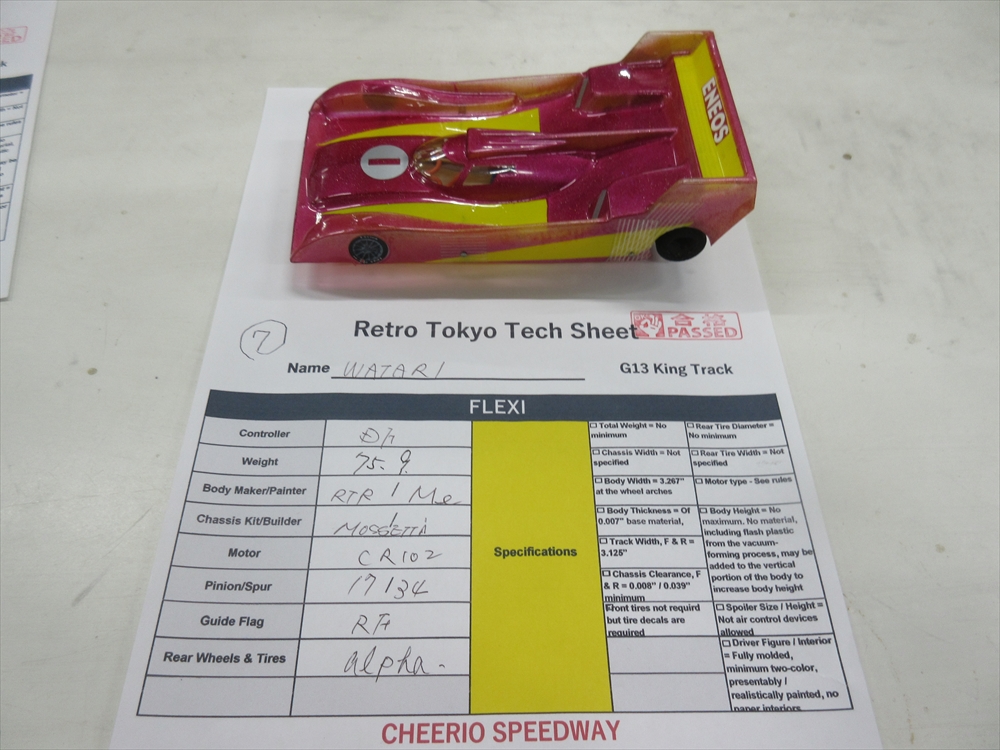 ENEOS
1
7
Retro Tokyo Tech Sheet
合格
PASSED
Name WATARI
G13 King Track
FLEXI
Controller
Weight 75.9
Body Maker/Painter RTR / Me
Chassis Kit/Builder MOSSETTI
Motor CR102
Pinion/Spur 17/34
Guide Flag
Rear Wheels & Tires alpha
Specifications
☐ Total Weight = No
minimum
☐ Chassis Width = Not
specified
☐ Body Width = 3.267"
at the wheel arches
☐ Body Thickness = Of
0.007" base material,
☐ Track Width, F & R =
3.125"
☐ Chassis Clearance, F
& R = 0.008" / 0.039"
minimum
Front tires not requird
but tire decals are
required
☐ Rear Tire Diameter =
No minimum
☐ Rear Tire Width = Not
specified
☐ Motor type - See rules
☐ Body Height = No
maximum. No material,
including flash plastic
from the vacuum-
forming process, may be
added to the vertical
portion of the body to
increase body height
☐ Spoiler Size / Height =
Not air control devices
allowed
☐ Driver Figure / Interior
= Fully molded,
minimum two-color,
presentably /
realistically painted, no
paper interiors
CHEERIO SPEEDWAY